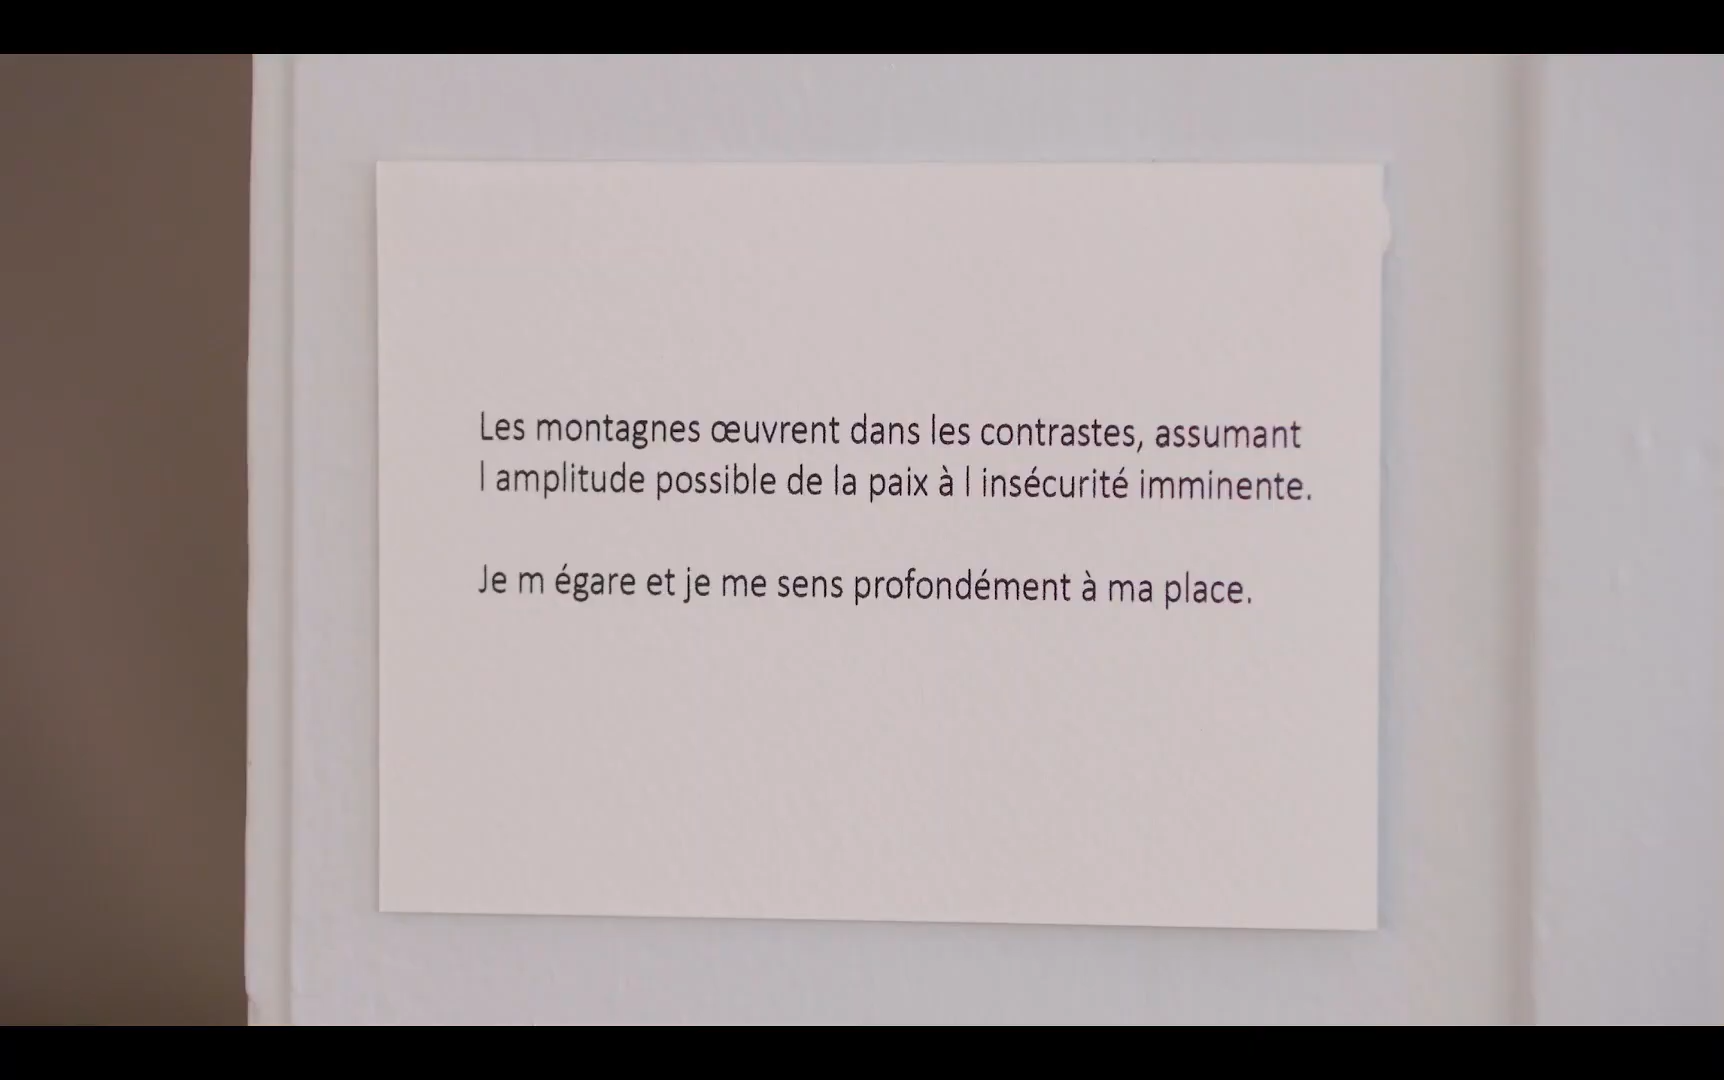 Les montagnes œuvrent dans les contrastes, assumant
l amplitude possible de la paix à l insécurité imminente.
Je m égare et je me sens profondément à ma place.